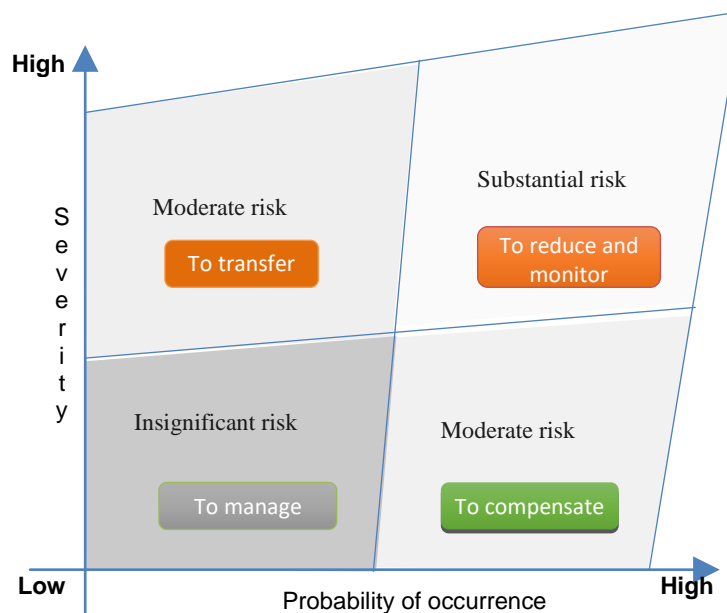 High
Severity
Moderate risk
To transfer
Substantial risk
To reduce and
monitor
Insignificant risk
To manage
Moderate risk
To compensate
Low
Probability of occurrence
High